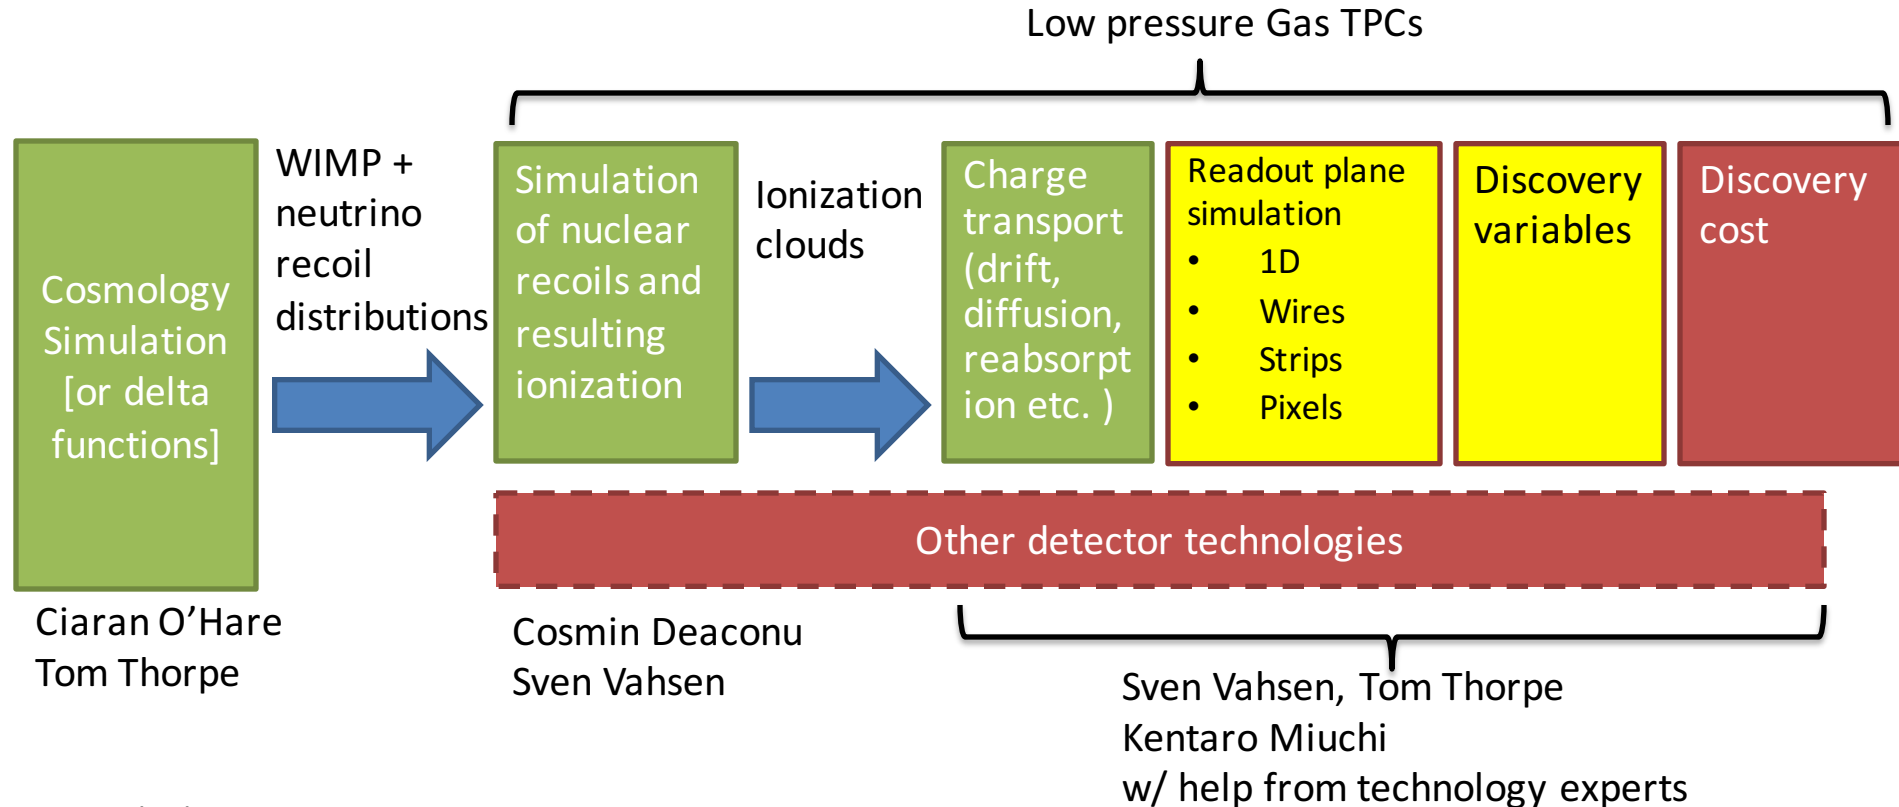 Low pressure Gas TPCs
Cosmology
Simulation
[or delta
functions]
WIMP +
neutrino
recoil
distributions
Simulation
of nuclear
recoils and
resulting
ionization
Ionization
clouds
Charge
transport
(drift,
diffusion,
reabsorpt
ion etc. )
Readout plane
simulation
• 1D
• Wires
• Strips
• Pixels
Discovery
variables
Discovery
cost
Other detector technologies
Ciaran O’Hare
Tom Thorpe
Cosmin Deaconu
Sven Vahsen
Sven Vahsen, Tom Thorpe
Kentaro Miuchi
w/ help from technology experts